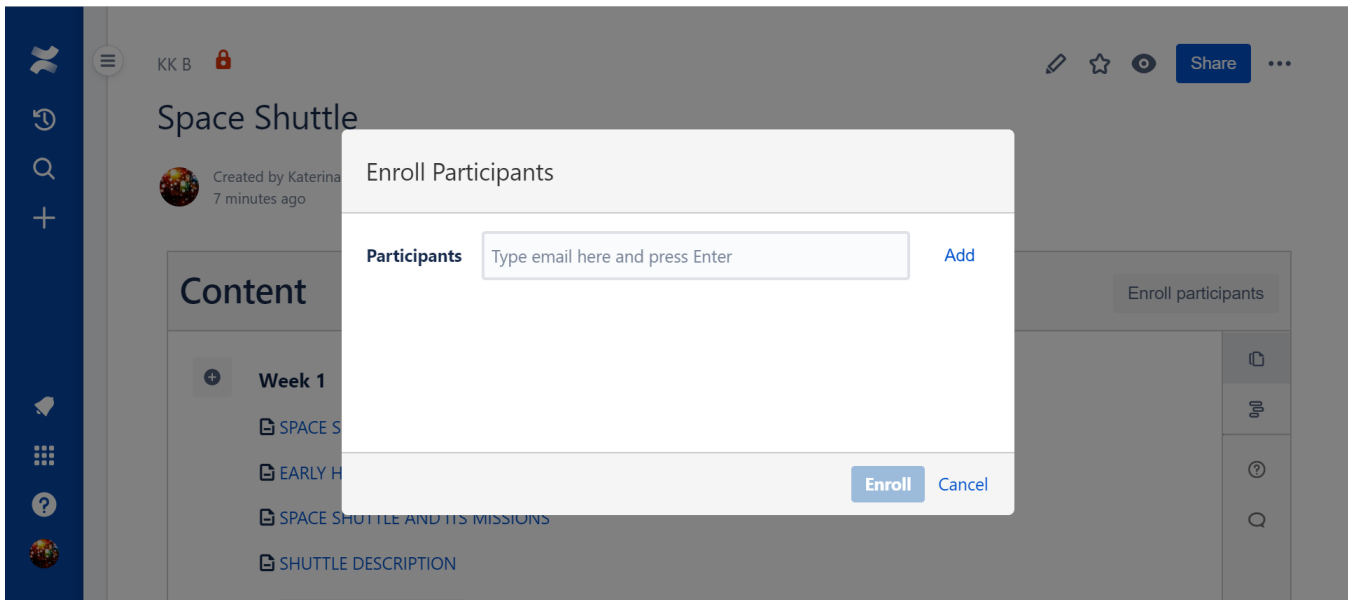 KK B
Share
Space Shuttle
Created by Katerina
7 minutes ago
Enroll Participants
Participants
Type email here and press Enter
Add
Content
Enroll participants
Week 1
SPACE
EARLY
SPACE SHUTTLE AND ITS MISSIONS
SHUTTLE DESCRIPTION
Enroll
Cancel